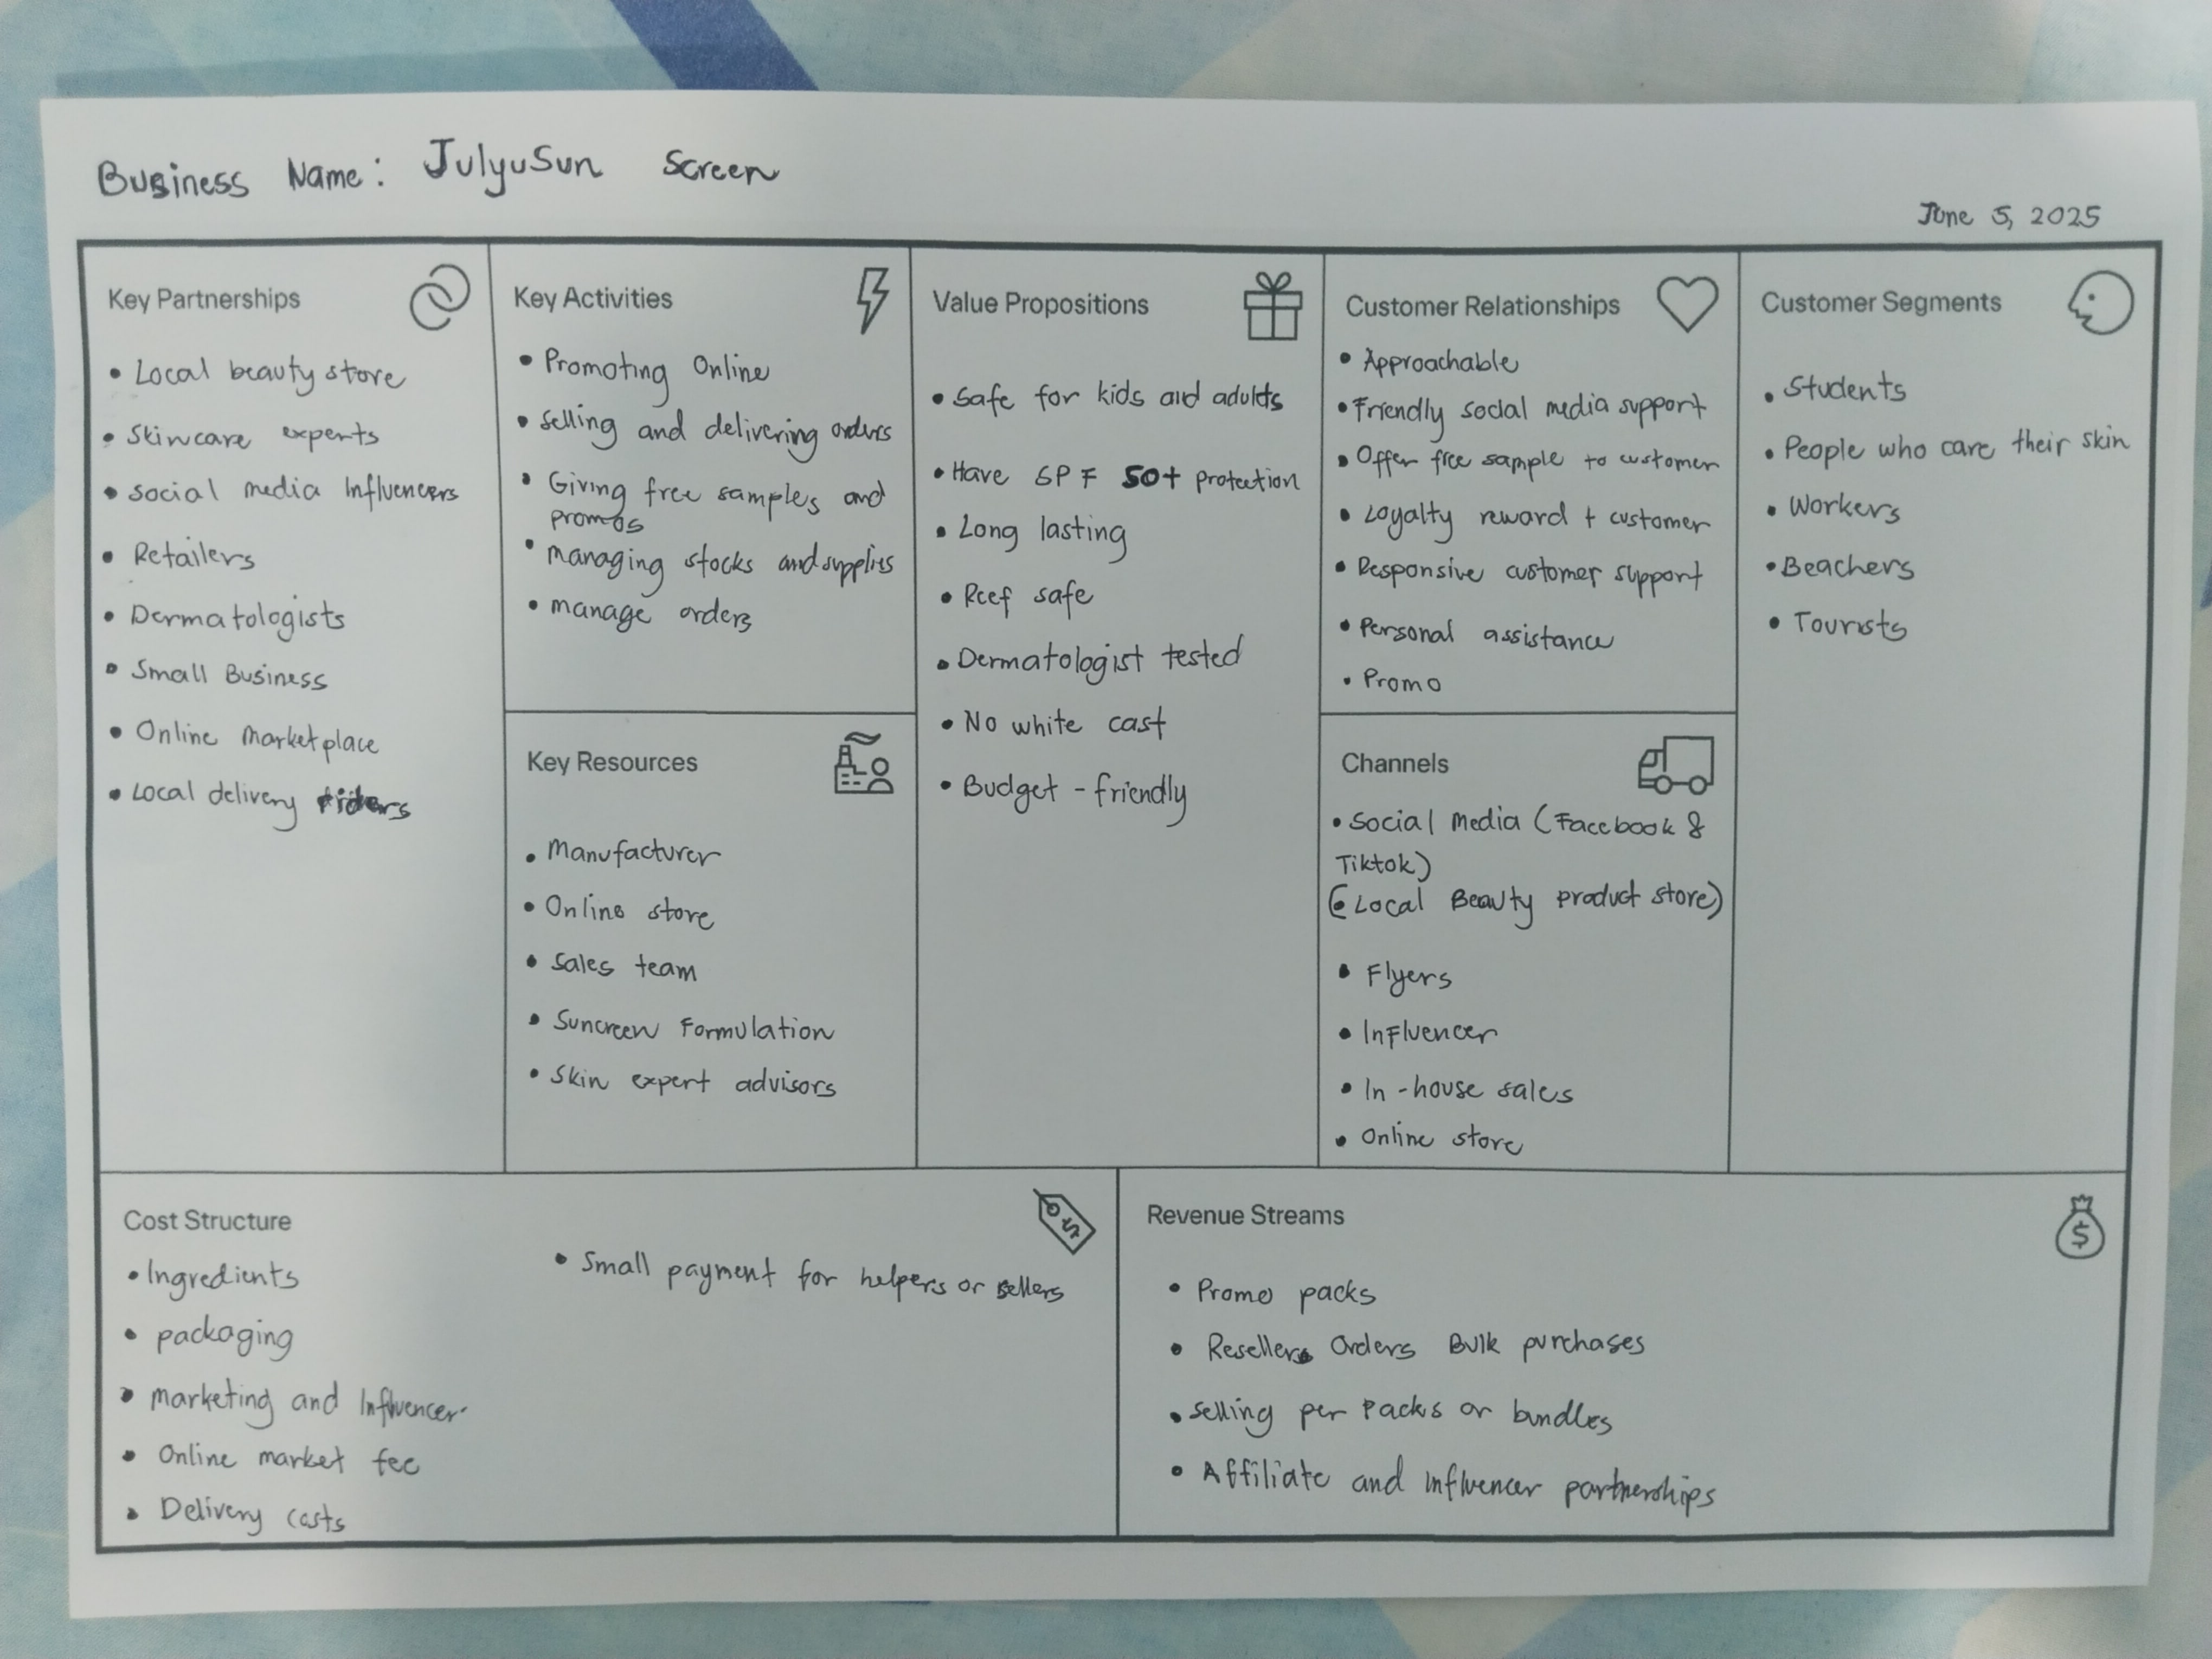 Business Name: JulyuSun Screen
June 5, 2025
Key Partnerships
• Local beauty store
• Skincare experts
• social media Influencers
• Retailers
• Dermatologists
• Small Business
• Online marketplace
• Local delivery riders
Key Activities
• Promoting Online
• Selling and delivering orders
• Giving free samples and
promos
• managing stocks and supplies
• manage orders
Key Resources
• Manufacturer
• Online store
• Sales team
• Suncreen Formulation
• Skin expert advisors
Value Propositions
• Safe for kids and adults
• Have SPF 50+ protection
• Long lasting
• Reef safe
• Dermatologist tested
• No white cast
• Budget - friendly
Customer Relationships
• Approachable
• Friendly social media support
• Offer free sample to customer
• Loyalty reward + customer
• Responsive customer support
• Personal assistance
• Promo
Channels
• Social Media (Facebook &
Tiktok)
(• Local Beauty product store)
• Flyers
• Influencer
• In-house sales
• Online store
Customer Segments
• Students
• People who care their skin
• Workers
• Beachers
• Tourists
Cost Structure
• Ingredients
• packaging
• Marketing and Influencer
• Online market fee
• Delivery costs
• Small payment for helpers or sellers
Revenue Streams
• Promo packs
• Resellers Orders Bulk purchases
• Selling per Packs or bundles
• Affiliate and influencer partnerships